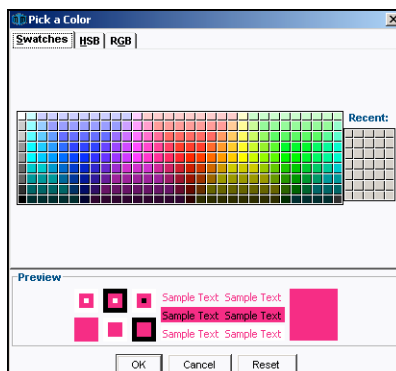 Pick a Color
Swatches HSB RGB
Recent:
Preview
Sample Text Sample Text
Sample Text Sample Text
Sample Text Sample Text
OK Cancel Reset